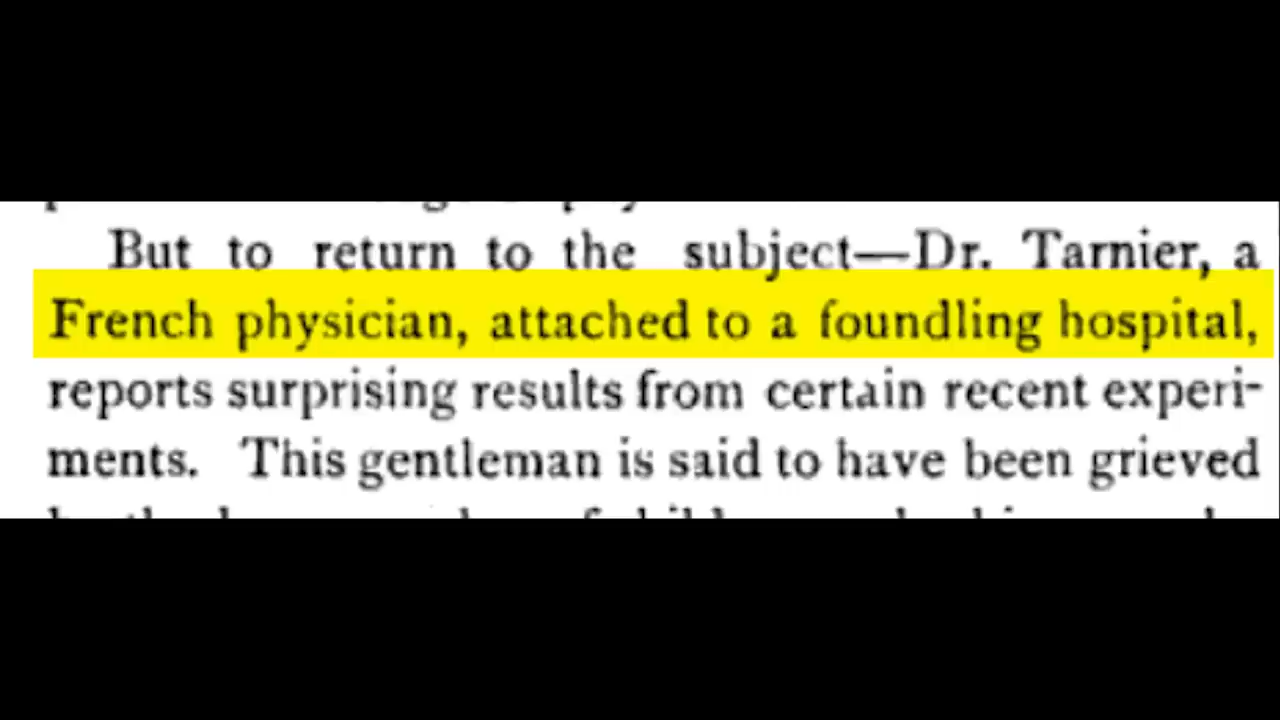 But to return to the subject—Dr. Tarnier, a
French physician, attached to a foundling hospital,
reports surprising results from certain recent experi-
ments. This gentleman is said to have been grieved